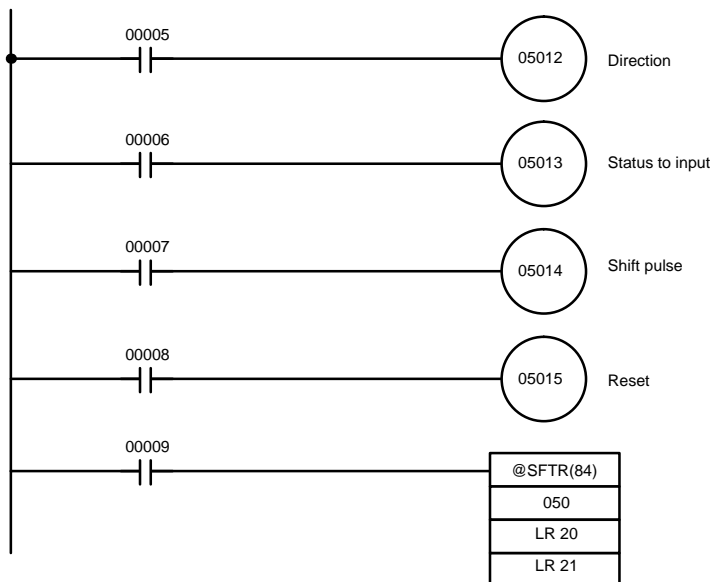 00005
05012 Direction
00006
05013 Status to input
00007
05014 Shift pulse
00008
05015 Reset
00009
@SFTR(84)
050
LR 20
LR 21